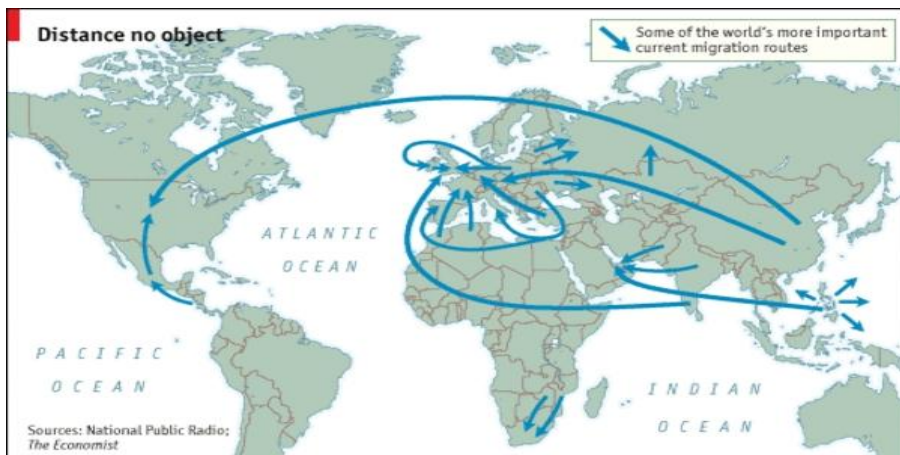 Distance no object
Some of the world's more important
current migration routes
ATLANTIC
OCEAN
PACIFIC
OCEAN
INDIAN
OCEAN
Sources: National Public Radio;
The Economist